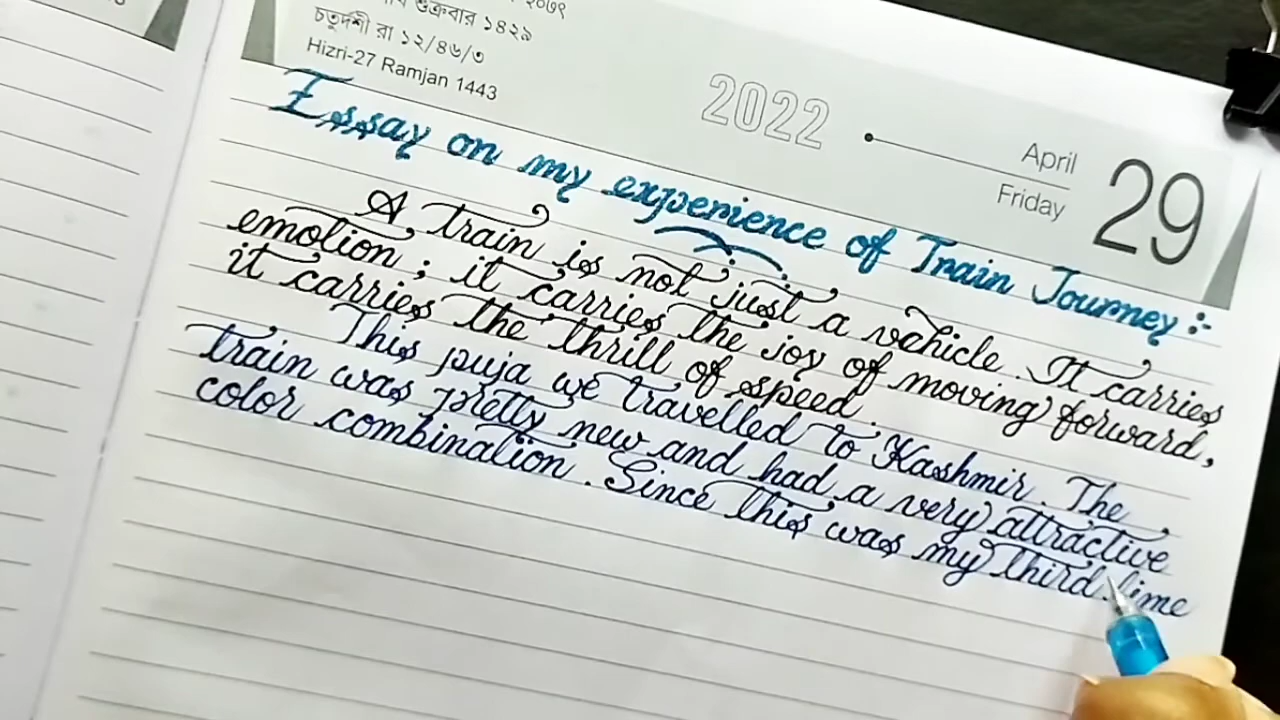 শুক্রবার ১৪২৯
চতুর্দশী রা ১২/৪৬/৩
Hizri-27 Ramjan 1443
2022
April
Friday
29
Essay on my experience of Train Journey :-
A train is not just a vehicle. It carries
emotion ; it carries the joy of moving forward,
it carries the thrill of speed.
This puja we travelled to Kashmir. The
train was pretty new and had a very attractive
color combination. Since this was my third time